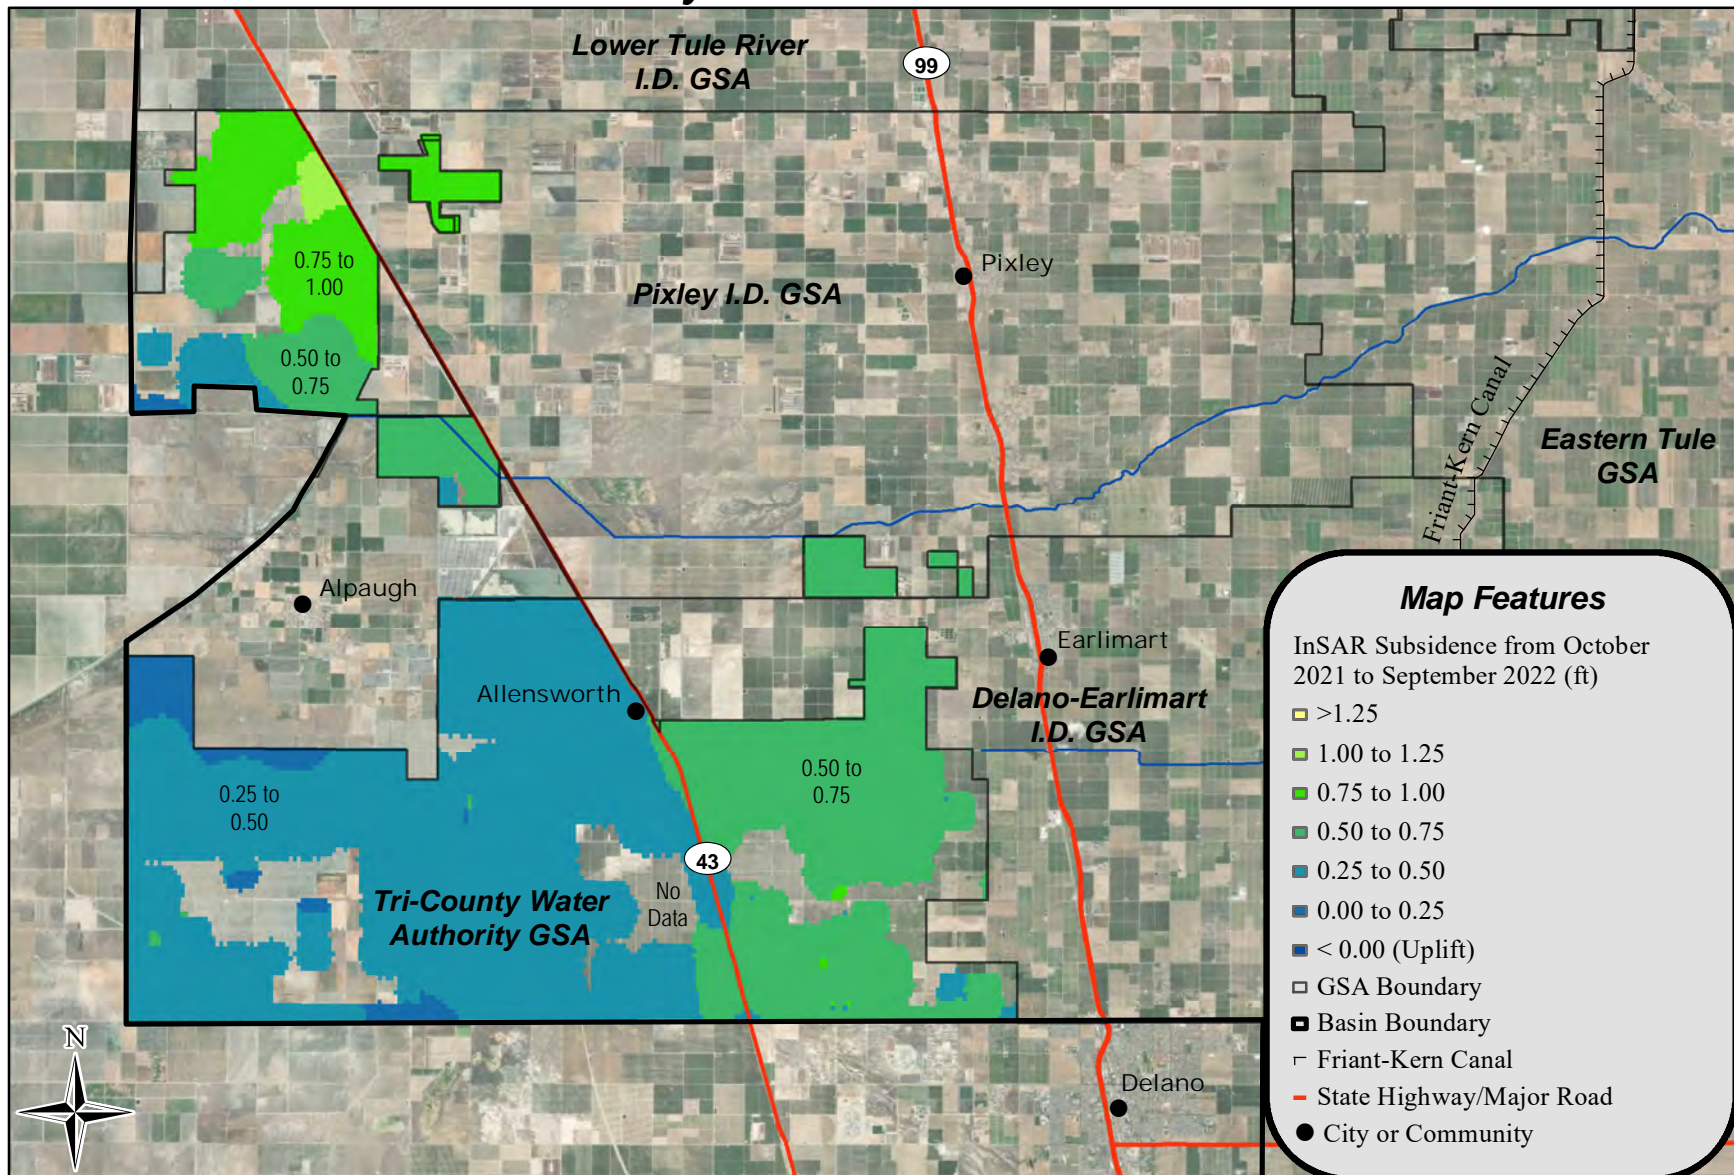 Lower Tule River
I.D. GSA
99
0.75 to
1.00
Pixley
Pixley I.D. GSA
0.50 to
0.75
Friant-Kern Canal
Eastern Tule
GSA
Alpaugh
Earlimart
Allensworth
Delano-Earlimart
I.D. GSA
0.50 to
0.75
0.25 to
0.50
43
No
Data
Tri-County Water
Authority GSA
N
Delano
Map Features
InSAR Subsidence from October
2021 to September 2022 (ft)
>1.25
1.00 to 1.25
0.75 to 1.00
0.50 to 0.75
0.25 to 0.50
0.00 to 0.25
< 0.00 (Uplift)
GSA Boundary
Basin Boundary
Friant-Kern Canal
State Highway/Major Road
City or Community